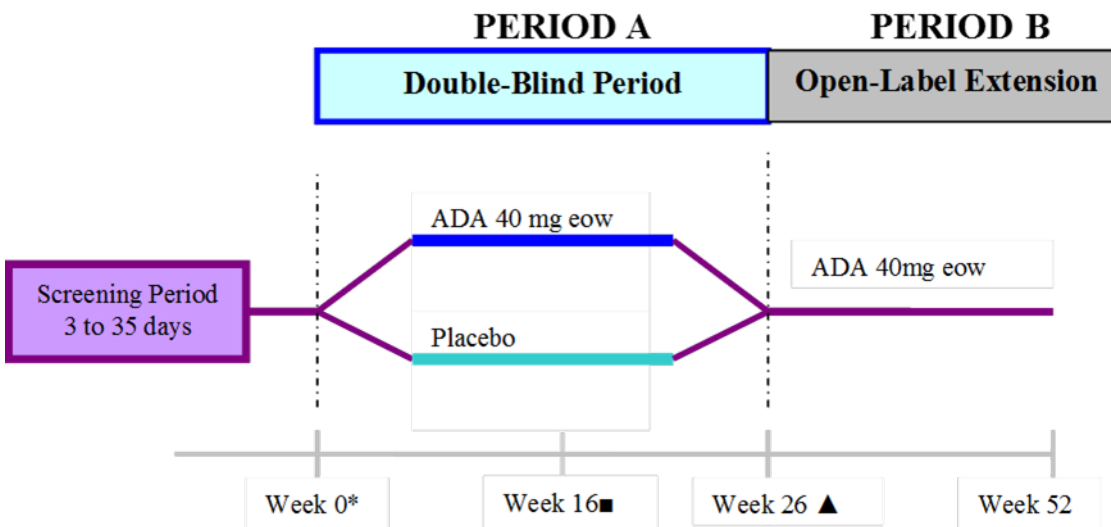 PERIOD A
PERIOD B
Double-Blind Period
Open-Label Extension
ADA 40 mg eow
ADA 40mg eow
Screening Period
3 to 35 days
Placebo
Week 0*
Week 16■
Week 26 ▲
Week 52